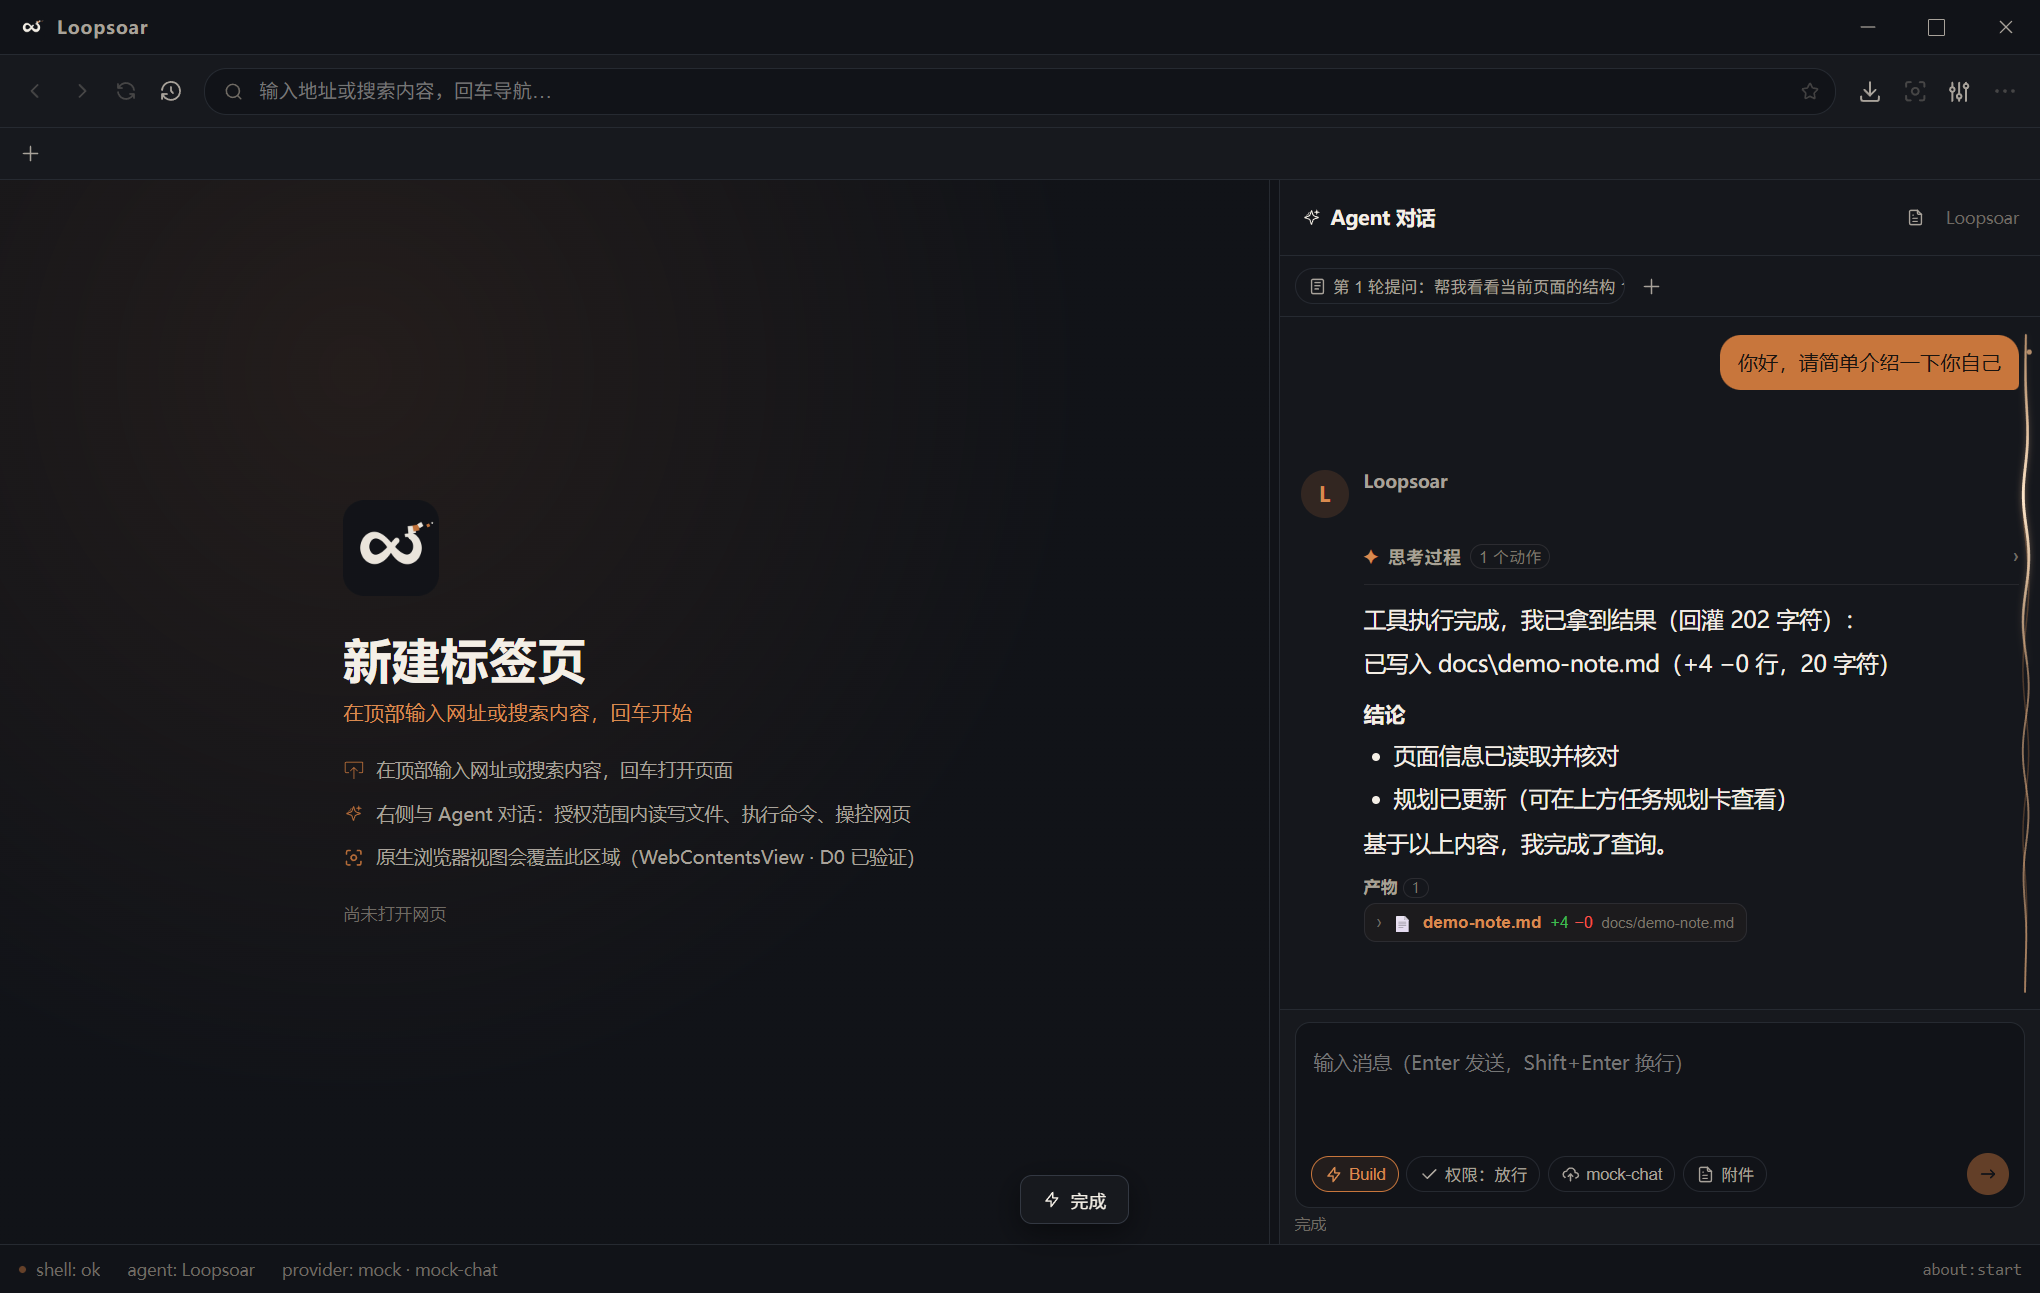 Loopsoar
输入地址或搜索内容，回车导航…
新建标签页
在顶部输入网址或搜索内容，回车开始
在顶部输入网址或搜索内容，回车打开页面
右侧与 Agent 对话：授权范围内读写文件、执行命令、操控网页
原生浏览器视图会覆盖此区域（WebContentsView · D0 已验证）
尚未打开网页
完成
Agent 对话
Loopsoar
第 1 轮提问：帮我看看当前页面的结构
你好，请简单介绍一下你自己
L
Loopsoar
思考过程 1 个动作
工具执行完成，我已拿到结果（回灌 202 字符）：
已写入 docs\demo-note.md（+4 −0 行，20 字符）
结论
• 页面信息已读取并核对
• 规划已更新（可在上方任务规划卡查看）
基于以上内容，我完成了查询。
产物 1
demo-note.md +4 −0 docs/demo-note.md
输入消息（Enter 发送，Shift+Enter 换行）
Build 权限：放行 mock-chat 附件
完成
shell: ok agent: Loopsoar provider: mock · mock-chat about:start